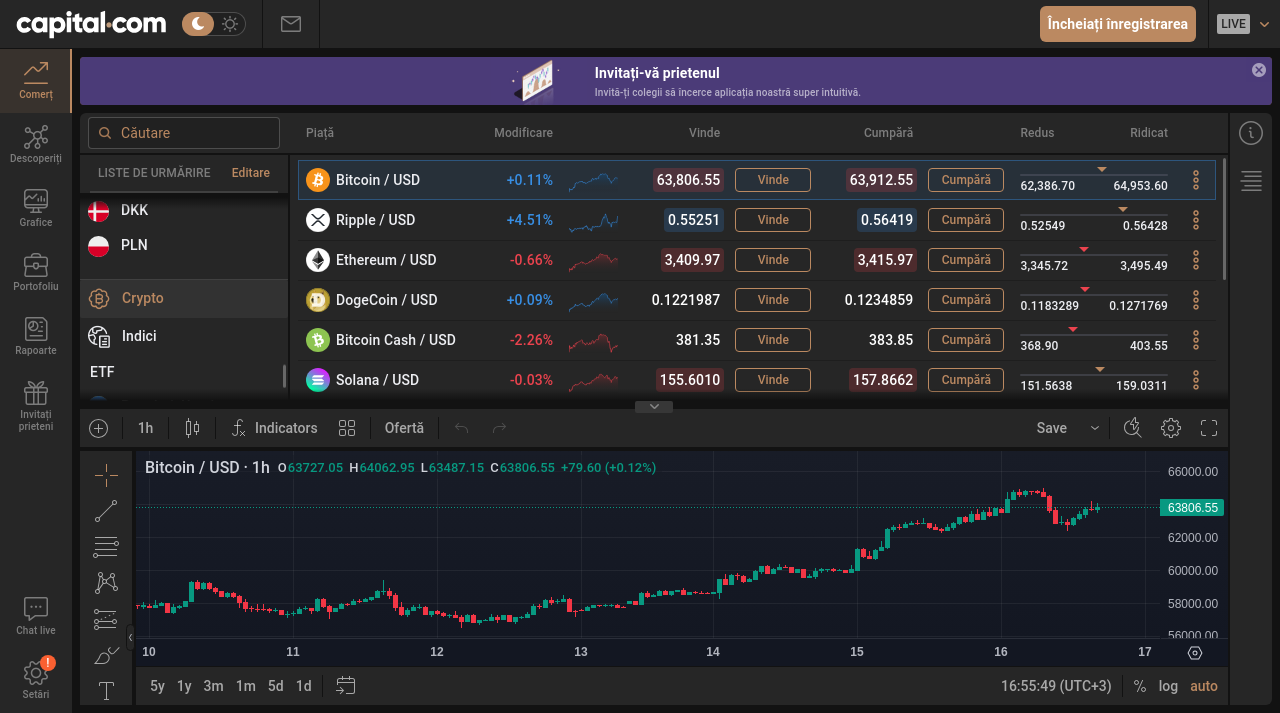 capital.com
Încheiați înregistrarea
LIVE
Comerț
Descoperiți
Grafice
Portofoliu
Rapoarte
Invitați
prieteni
Chat live
!
Setări
Invitați-vă prietenul
Invită-ți colegii să încerce aplicația noastră super intuitivă.
Căutare
LISTE DE URMĂRIRE Editare
DKK
PLN
Crypto
Indici
ETF
Piață Modificare Vinde Cumpără Redus Ridicat
Bitcoin / USD +0.11% 63,806.55 Vinde 63,912.55 Cumpără 62,386.70 64,953.60
Ripple / USD +4.51% 0.55251 Vinde 0.56419 Cumpără 0.52549 0.56428
Ethereum / USD -0.66% 3,409.97 Vinde 3,415.97 Cumpără 3,345.72 3,495.49
DogeCoin / USD +0.09% 0.1221987 Vinde 0.1234859 Cumpără 0.1183289 0.1271769
Bitcoin Cash / USD -2.26% 381.35 Vinde 383.85 Cumpără 368.90 403.55
Solana / USD -0.03% 155.6010 Vinde 157.8662 Cumpără 151.5638 159.0311
1h Indicators Ofertă Save
Bitcoin / USD · 1h O63727.05 H64062.95 L63487.15 C63806.55 +79.60 (+0.12%)
66000.00
63806.55
62000.00
60000.00
58000.00
56000.00
10 11 12 13 14 15 16 17
5y 1y 3m 1m 5d 1d 16:55:49 (UTC+3) % log auto